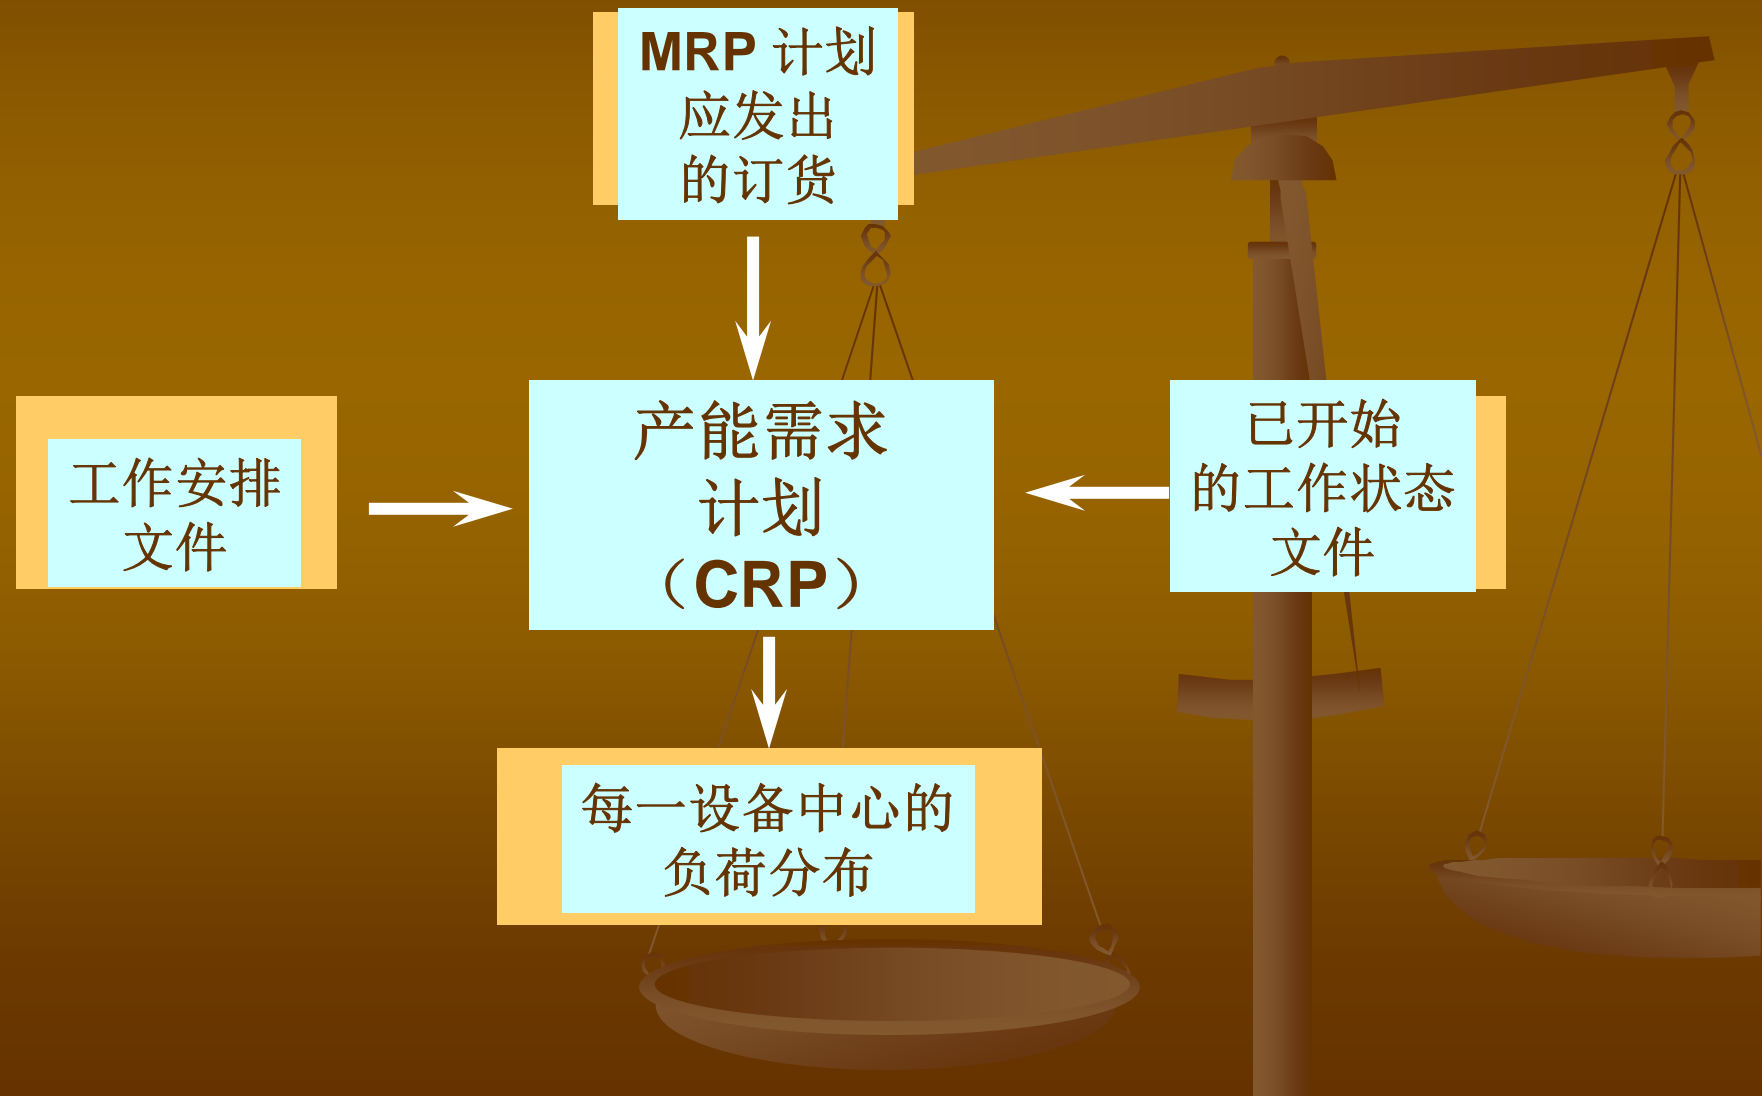 MRP 计划
应发出
的订货
工作安排
文件
产能需求
计划
（CRP）
已开始
的工作状态
文件
每一设备中心的
负荷分布